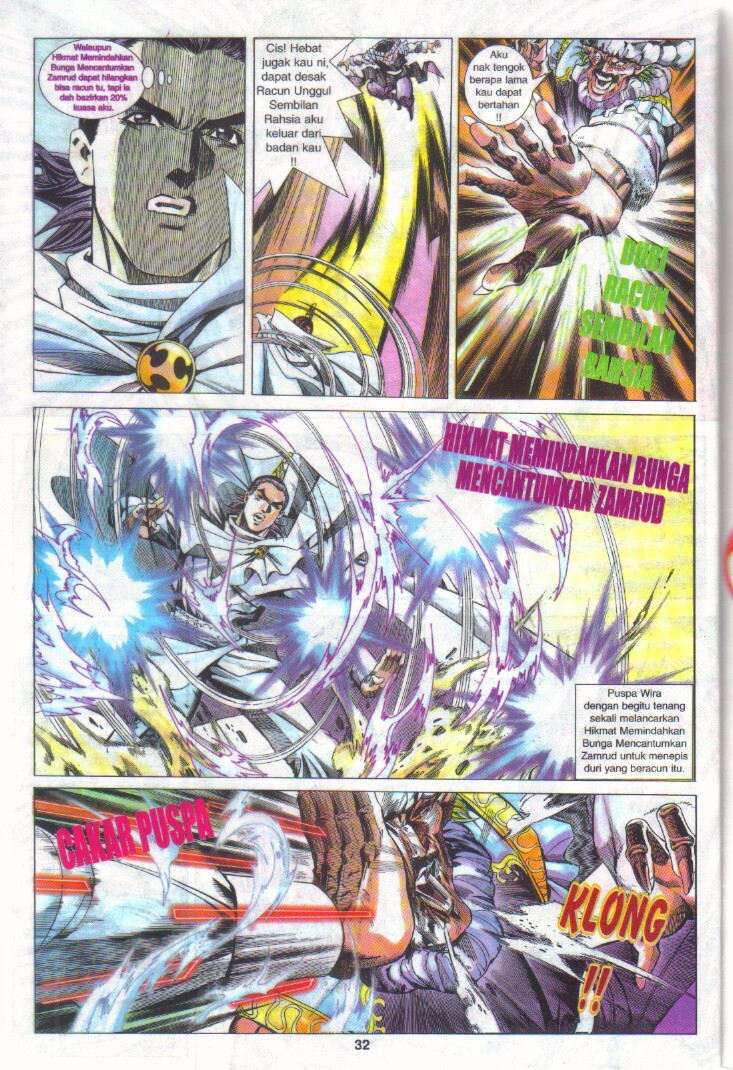 Walaupun
Hikmat Memindahkan
Bunga Mencantumkan
Zamrud dapat hilangkan
bisa racun tu, tapi ia
dah bazirkan 20%
kuasa aku.
Cis! Hebat
jugak kau ni,
dapat desak
Racun Unggul
Sembilan
Rahsia aku
keluar dari
badan kau
!!
Aku
nak tengok
berapa lama
kau dapat
bertahan
!!
DURI
RACUN
SEMBILAN
RAHSIA
HIKMAT MEMINDAHKAN BUNGA
MENCANTUMKAN ZAMRUD
Puspa Wira
dengan begitu tenang
sekali melancarkan
Hikmat Memindahkan
Bunga Mencantumkan
Zamrud untuk menepis
duri yang beracun itu.
CAKAR PUSPA
KLONG
!!
32